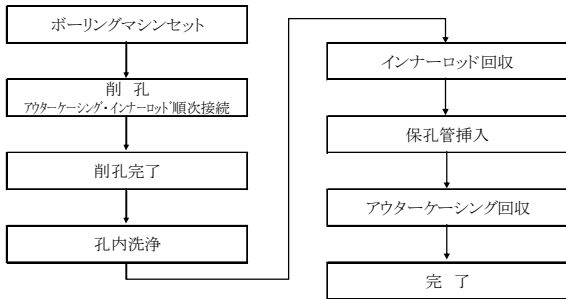 ボーリングマシンセット
削 孔
アウターケーシング・インナーロッド順次接続
削孔完了
孔内洗浄
インナーロッド回収
保孔管挿入
アウターケーシング回収
完 了